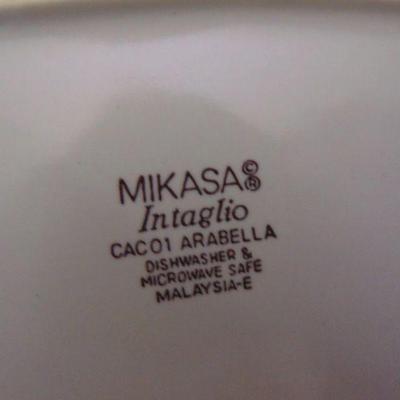 MIKASA©®
Intaglio
CAC01 ARABELLA
DISHWASHER &
MICROWAVE SAFE
MALAYSIA-E